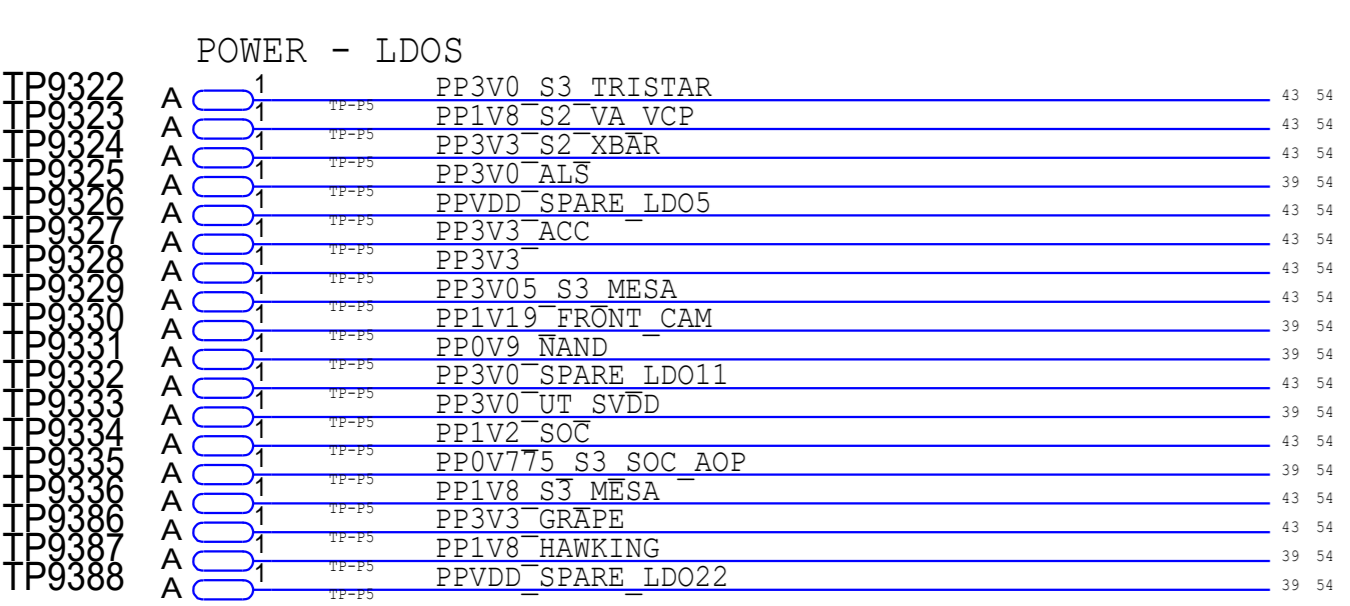 POWER - LDOS
TP9322 A 1 TP-P5 PP3V0_S3_TRISTAR 43 54
TP9323 A 1 TP-P5 PP1V8_S2_VA_VCP 43 54
TP9324 A 1 TP-P5 PP3V3_S2_XBAR 43 54
TP9325 A 1 TP-P5 PP3V0_ALS 39 54
TP9326 A 1 TP-P5 PPVDD_SPARE_LDO5 43 54
TP9327 A 1 TP-P5 PP3V3_ACC 43 54
TP9328 A 1 TP-P5 PP3V3 43 54
TP9329 A 1 TP-P5 PP3V05_S3_MESA 43 54
TP9330 A 1 TP-P5 PP1V19_FRONT_CAM 39 54
TP9331 A 1 TP-P5 PP0V9_NAND 39 54
TP9332 A 1 TP-P5 PP3V0_SPARE_LDO11 43 54
TP9333 A 1 TP-P5 PP3V0_UT_SVDD 39 54
TP9334 A 1 TP-P5 PP1V2_SOC 43 54
TP9335 A 1 TP-P5 PP0V775_S3_SOC_AOP 39 54
TP9336 A 1 TP-P5 PP1V8_S3_MESA 43 54
TP9386 A 1 TP-P5 PP3V3_GRAPE 43 54
TP9387 A 1 TP-P5 PP1V8_HAWKING 39 54
TP9388 A 1 TP-P5 PPVDD_SPARE_LDO22 39 54